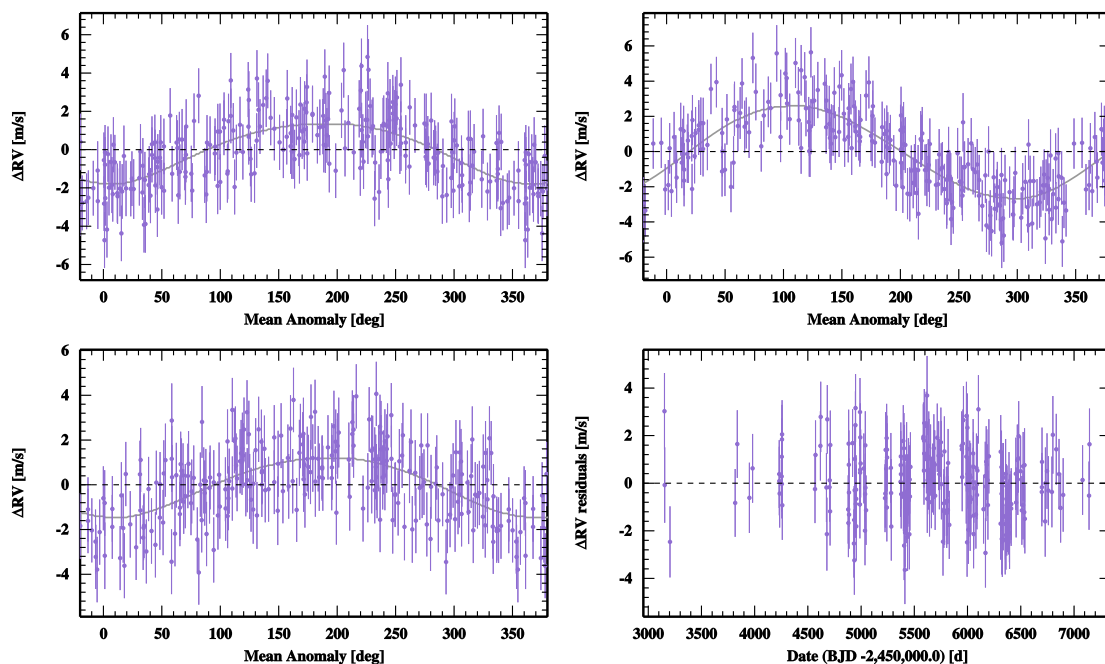 6
4
2
0
-2
-4
-6
ΔRV [m/s]
0 50 100 150 200 250 300 350
Mean Anomaly [deg]
6
4
2
0
-2
-4
-6
ΔRV [m/s]
0 50 100 150 200 250 300 350
Mean Anomaly [deg]
6
4
2
0
-2
-4
ΔRV [m/s]
0 50 100 150 200 250 300 350
Mean Anomaly [deg]
4
2
0
-2
-4
ΔRV residuals [m/s]
3000 3500 4000 4500 5000 5500 6000 6500 7000
Date (BJD -2,450,000.0) [d]